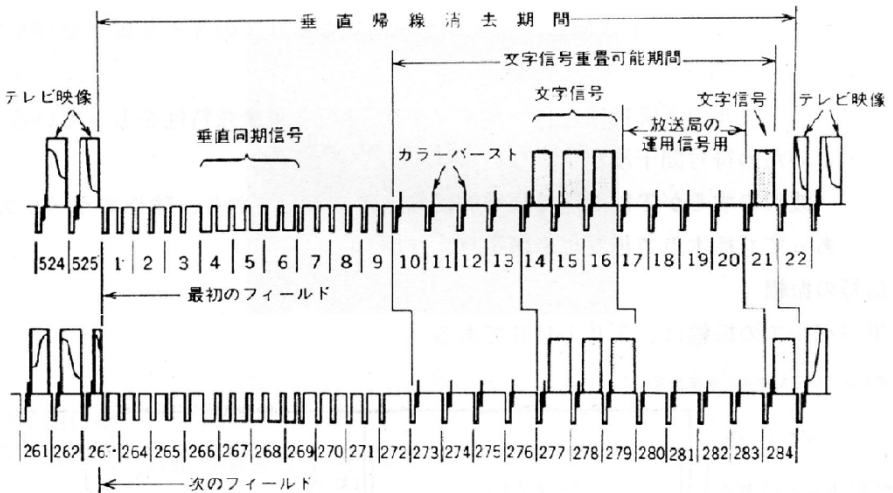 垂直帰線消去期間
文字信号重畳可能期間
テレビ映像
文字信号
文字信号
テレビ映像
垂直同期信号
放送局の
運用信号用
カラーバースト
524 525 1 2 3 4 5 6 7 8 9 10 11 12 13 14 15 16 17 18 19 20 21 22
最初のフィールド
261 262 263 264 265 266 267 268 269 270 271 272 273 274 275 276 277 278 279 280 281 282 283 284
次のフィールド